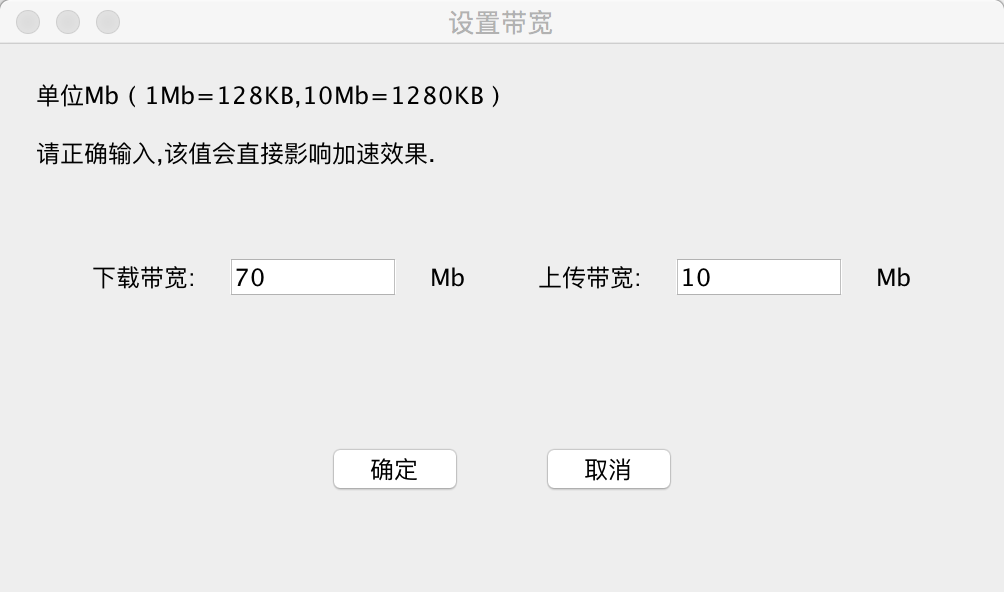 设置带宽
单位Mb（1Mb=128KB,10Mb=1280KB）
请正确输入,该值会直接影响加速效果.
下载带宽: 70 Mb 上传带宽: 10 Mb
确定 取消